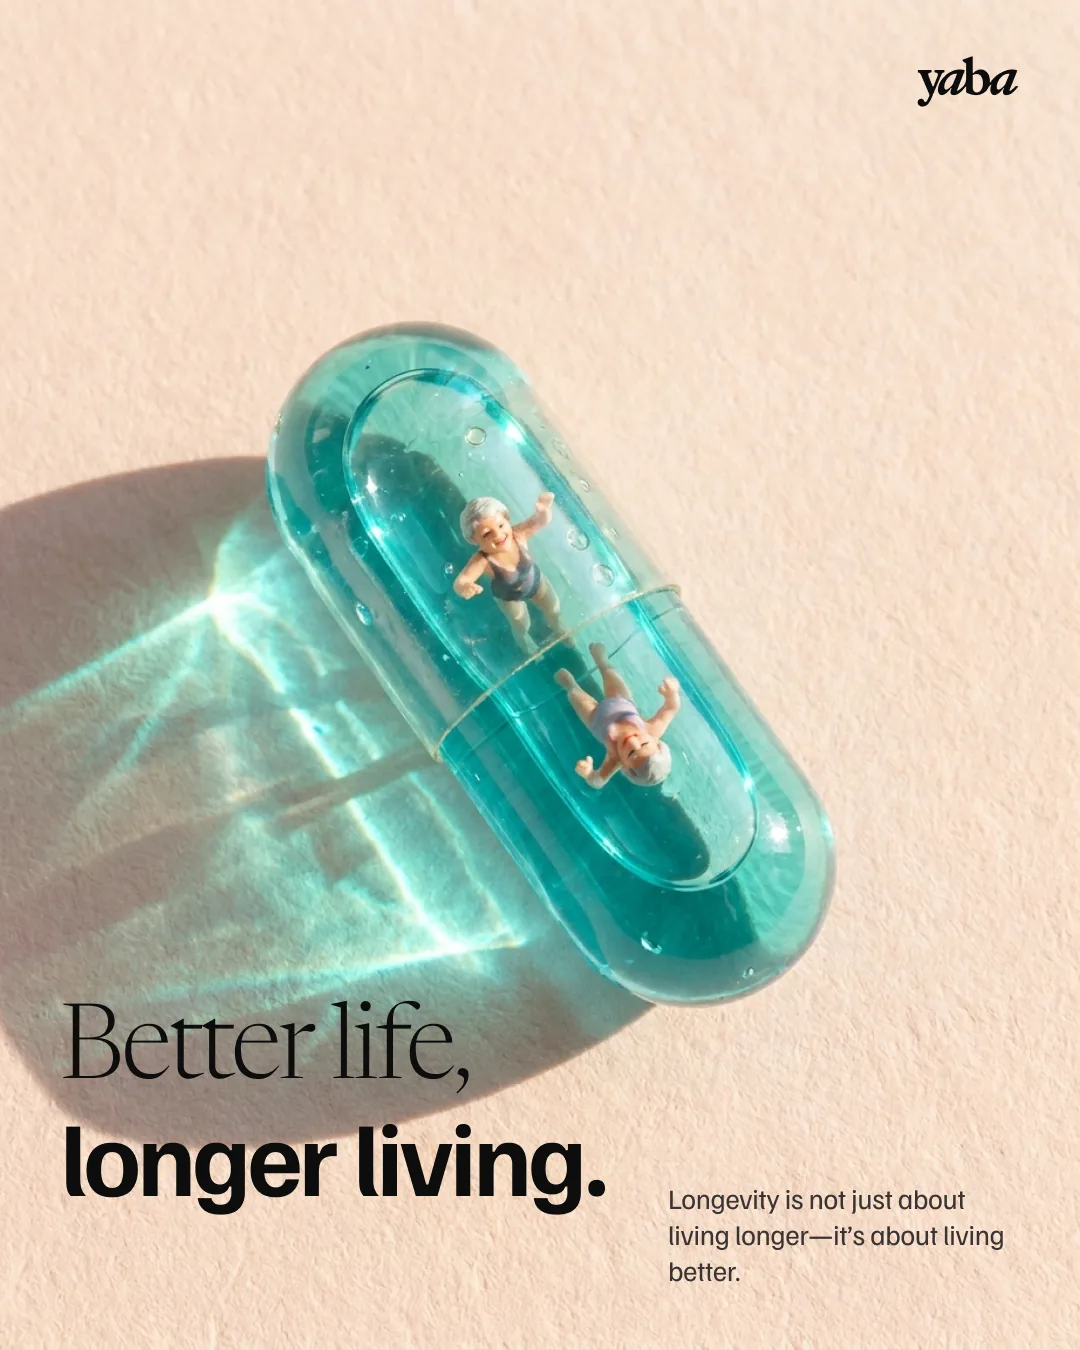 yaba
Better life,
longer living.
Longevity is not just about
living longer—it’s about living
better.